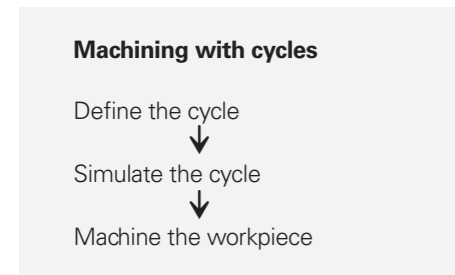 Machining with cycles
Define the cycle
Simulate the cycle
Machine the workpiece